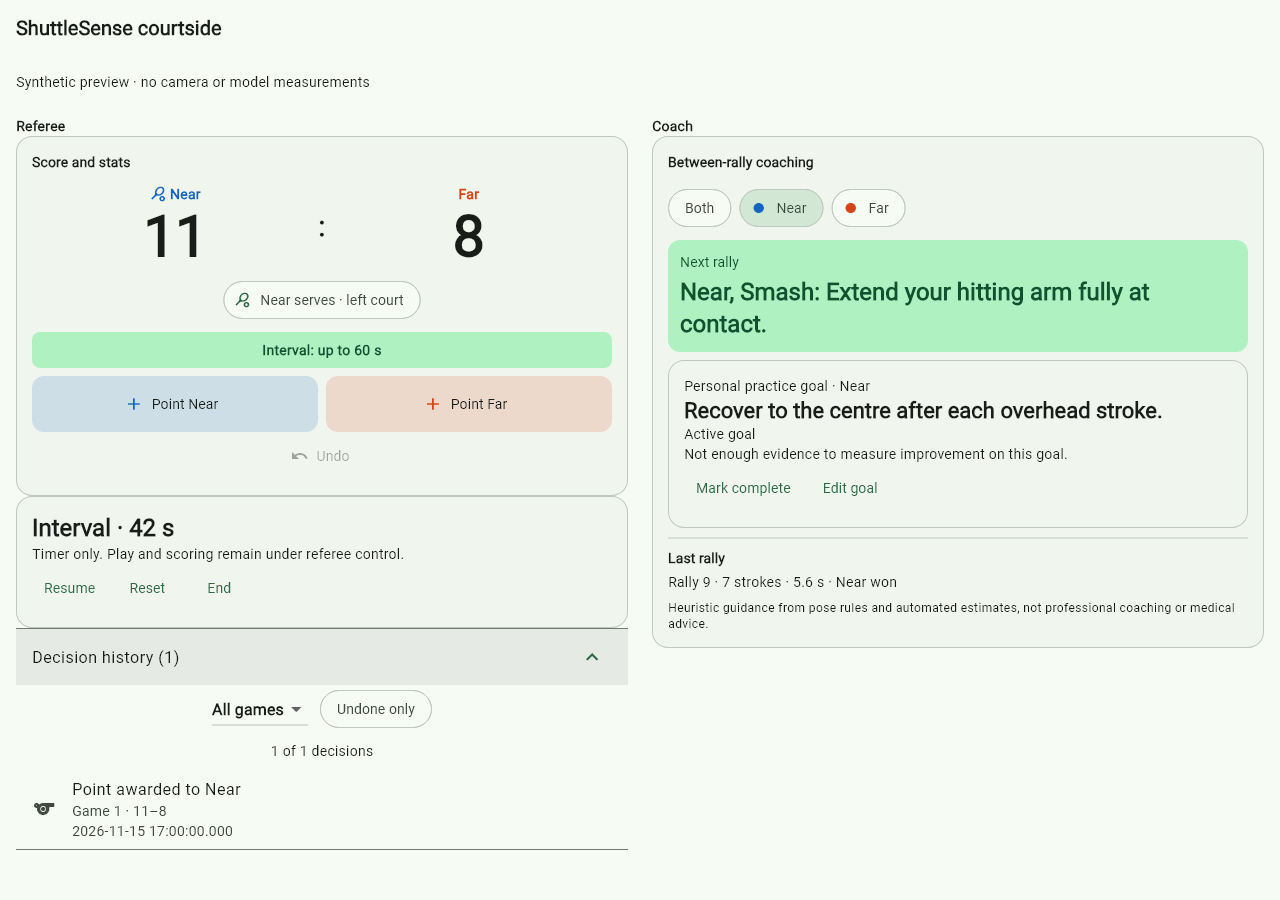 ShuttleSense courtside
Synthetic preview · no camera or model measurements
Referee
Score and stats
Near
Far
11
:
8
Near serves · left court
Interval: up to 60 s
Point Near
Point Far
Undo
Interval · 42 s
Timer only. Play and scoring remain under referee control.
Resume
Reset
End
Decision history (1)
All games
Undone only
1 of 1 decisions
Point awarded to Near
Game 1 · 11–8
2026-11-15 17:00:00.000
Coach
Between-rally coaching
Both
Near
Far
Next rally
Near, Smash: Extend your hitting arm fully at
contact.
Personal practice goal · Near
Recover to the centre after each overhead stroke.
Active goal
Not enough evidence to measure improvement on this goal.
Mark complete
Edit goal
Last rally
Rally 9 · 7 strokes · 5.6 s · Near won
Heuristic guidance from pose rules and automated estimates, not professional coaching or medical
advice.